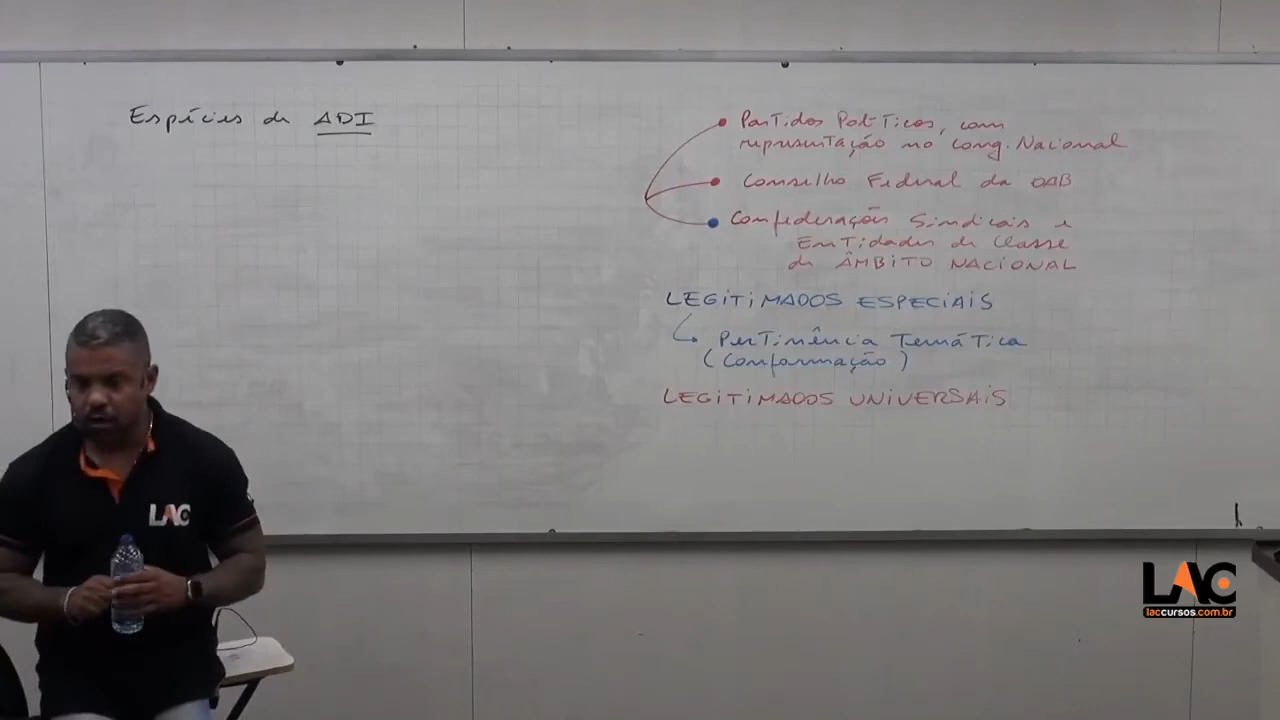 Espécies de ADI
Partidos Políticos, com
representação no cong. Nacional
Conselho Federal da OAB
Confederações Sindicais e
Entidades de Classe
de ÂMBITO NACIONAL
LEGITIMADOS ESPECIAIS
Pertinência Temática
(Conformação)
LEGITIMADOS UNIVERSAIS
LAC
LAC
laccursos.com.br